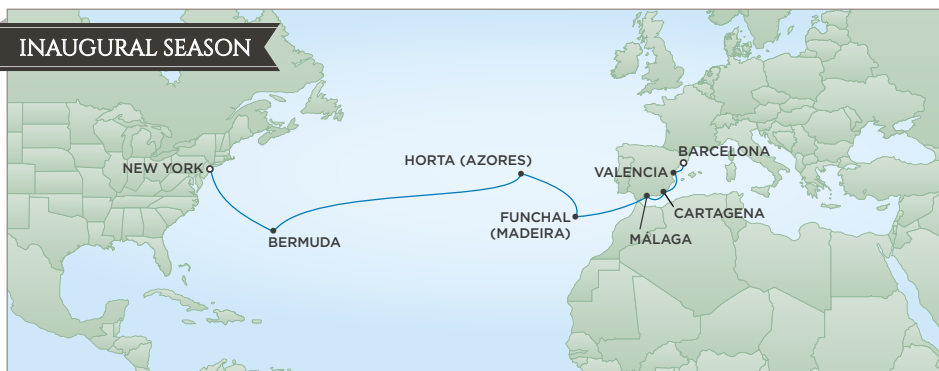 INAUGURAL SEASON
NEW YORK
BERMUDA
HORTA (AZORES)
FUNCHAL
(MADEIRA)
MÁLAGA
CARTAGENA
VALENCIA
BARCELONA